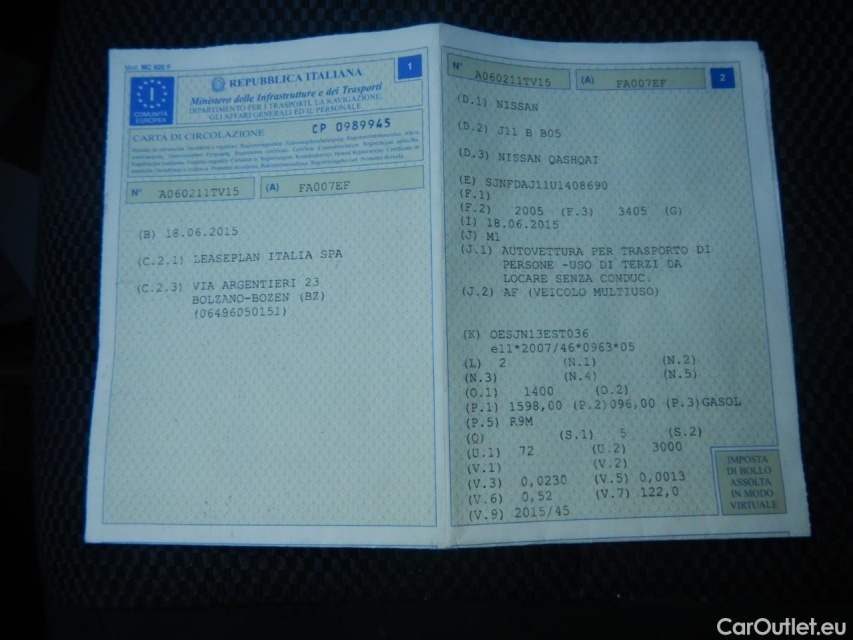 Mod. MC 820 F
1
REPUBBLICA ITALIANA
Ministero delle Infrastrutture e dei Trasporti
DIPARTIMENTO PER I TRASPORTI, LA NAVIGAZIONE,
GLI AFFARI GENERALI ED IL PERSONALE
I
COMUNITÀ
EUROPEA
CARTA DI CIRCOLAZIONE
CP 0989945
N° A060211TV15 (A) FA007EF
(B) 18.06.2015
(C.2.1) LEASEPLAN ITALIA SPA
(C.2.3) VIA ARGENTIERI 23
BOLZANO-BOZEN (BZ)
(06496050151)
N° A060211TV15 (A) FA007EF
2
(D.1) NISSAN
(D.2) J11 B B05
(D.3) NISSAN QASHQAI
(E) SJNFDAJ11U1408690
(F.1)
(F.2) 2005 (F.3) 3405 (G)
(I) 18.06.2015
(J) M1
(J.1) AUTOVETTURA PER TRASPORTO DI
PERSONE -USO DI TERZI DA
LOCARE SENZA CONDUC.
(J.2) AF (VEICOLO MULTIUSO)
(K) OESJN13EST036
e11*2007/46*0963*05
(L) 2 (N.1) (N.2)
(N.3) (N.4) (N.5)
(O.1) 1400 (O.2)
(P.1) 1598,00 (P.2)096,00 (P.3)GASOL
(P.5) R9M
(Q) (S.1) 5 (S.2)
(U.1) 72 (U.2) 3000
(V.1) (V.2)
(V.3) 0,0230 (V.5) 0,0013
(V.6) 0,52 (V.7) 122,0
(V.9) 2015/45
IMPOSTA
DI BOLLO
ASSOLTA
IN MODO
VIRTUALE
CarOutlet.eu